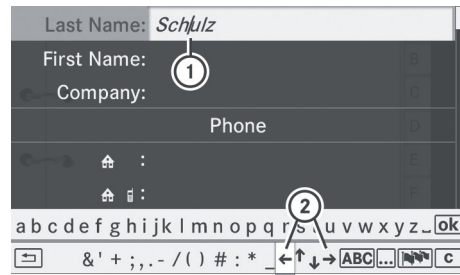 Last Name: Schulz
First Name:
1
Company:
Phone
:
:
2
a b c d e f g h i j k l m n o p q r s t u v w x y z _ ok
& ' + ; , . - / ( ) # : * _ ← ↑ ↓ → ABC ... C